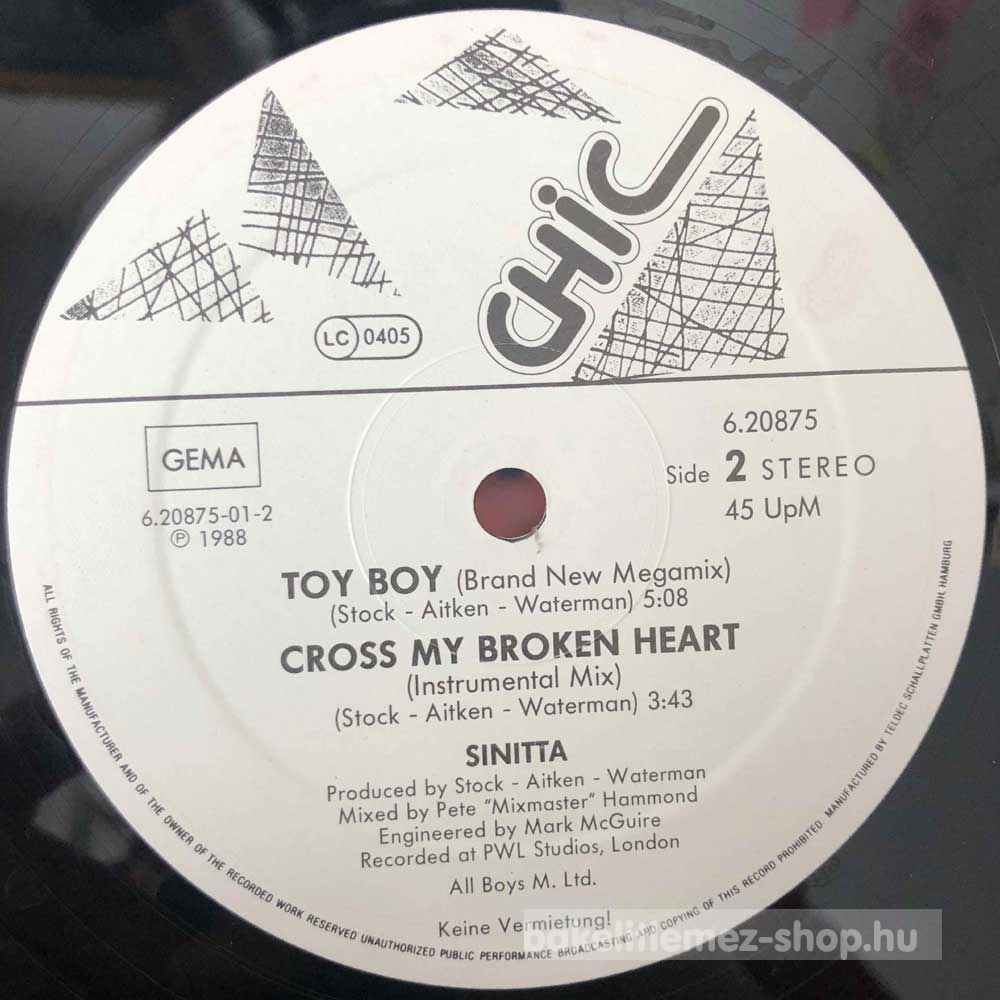 CHIC
LC 0405
GEMA
6.20875-01-2
℗ 1988
6.20875
Side 2 STEREO
45 UpM
TOY BOY (Brand New Megamix)
(Stock - Aitken - Waterman) 5:08
CROSS MY BROKEN HEART
(Instrumental Mix)
(Stock - Aitken - Waterman) 3:43
SINITTA
Produced by Stock - Aitken - Waterman
Mixed by Pete "Mixmaster" Hammond
Engineered by Mark McGuire
Recorded at PWL Studios, London
All Boys M. Ltd.
Keine Vermietung!
ALL RIGHTS OF THE MANUFACTURER AND OF THE OWNER OF THE RECORDED WORK RESERVED UNAUTHORIZED PUBLIC PERFORMANCE BROADCASTING AND COPYING OF THIS RECORD PROHIBITED. MANUFACTURED BY TELDEC SCHALLPLATTEN GMBH, HAMBURG
bakelitlemez-shop.hu